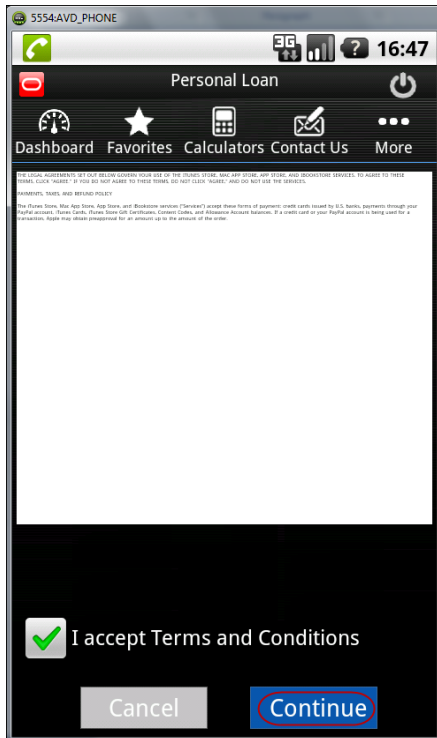 5554:AVD_PHONE
3G 16:47
Personal Loan
Dashboard Favorites Calculators Contact Us More
THE LEGAL AGREEMENTS SET OUT BELOW GOVERN YOUR USE OF THE ITUNES STORE, MAC APP STORE, APP STORE, AND IBOOKSTORE SERVICES. TO AGREE TO THESE
TERMS, CLICK "AGREE." IF YOU DO NOT AGREE TO THESE TERMS, DO NOT CLICK "AGREE," AND DO NOT USE THE SERVICES.
PAYMENTS, TAXES, AND REFUND POLICY
The iTunes Store, Mac App Store, App Store, and iBookstore services ("Services") accept these forms of payment: credit cards issued by U.S. banks, payments through your
PayPal account, iTunes Cards, iTunes Store Gift Certificates, Content Codes, and Allowance Account balances. If a credit card or your PayPal account is being used for a
transaction, Apple may obtain preapproval for an amount up to the amount of the order.
I accept Terms and Conditions
Cancel Continue